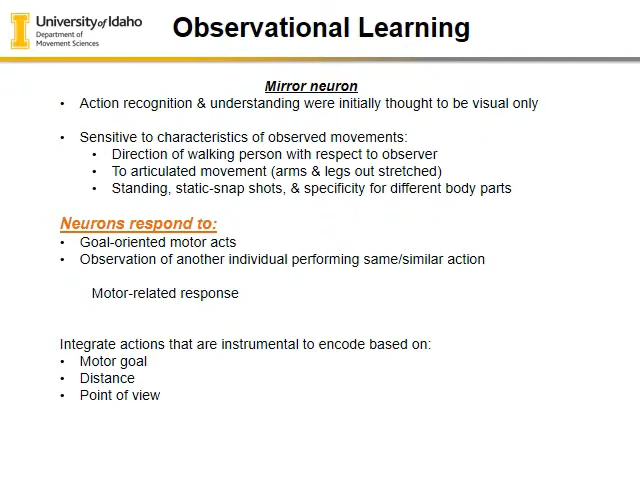 University of Idaho
Department of
Movement Sciences
Observational Learning
Mirror neuron
• Action recognition & understanding were initially thought to be visual only
• Sensitive to characteristics of observed movements:
• Direction of walking person with respect to observer
• To articulated movement (arms & legs out stretched)
• Standing, static-snap shots, & specificity for different body parts
Neurons respond to:
• Goal-oriented motor acts
• Observation of another individual performing same/similar action
Motor-related response
Integrate actions that are instrumental to encode based on:
• Motor goal
• Distance
• Point of view